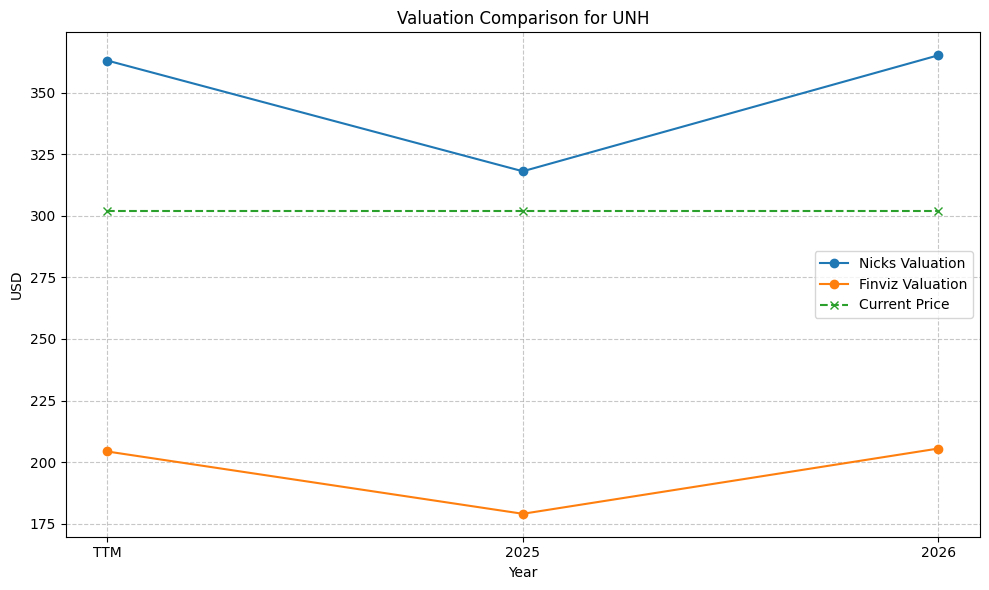 Valuation Comparison for UNH
USD
350
325
300
275
250
225
200
175
Nicks Valuation
Finviz Valuation
Current Price
TTM
2025
2026
Year